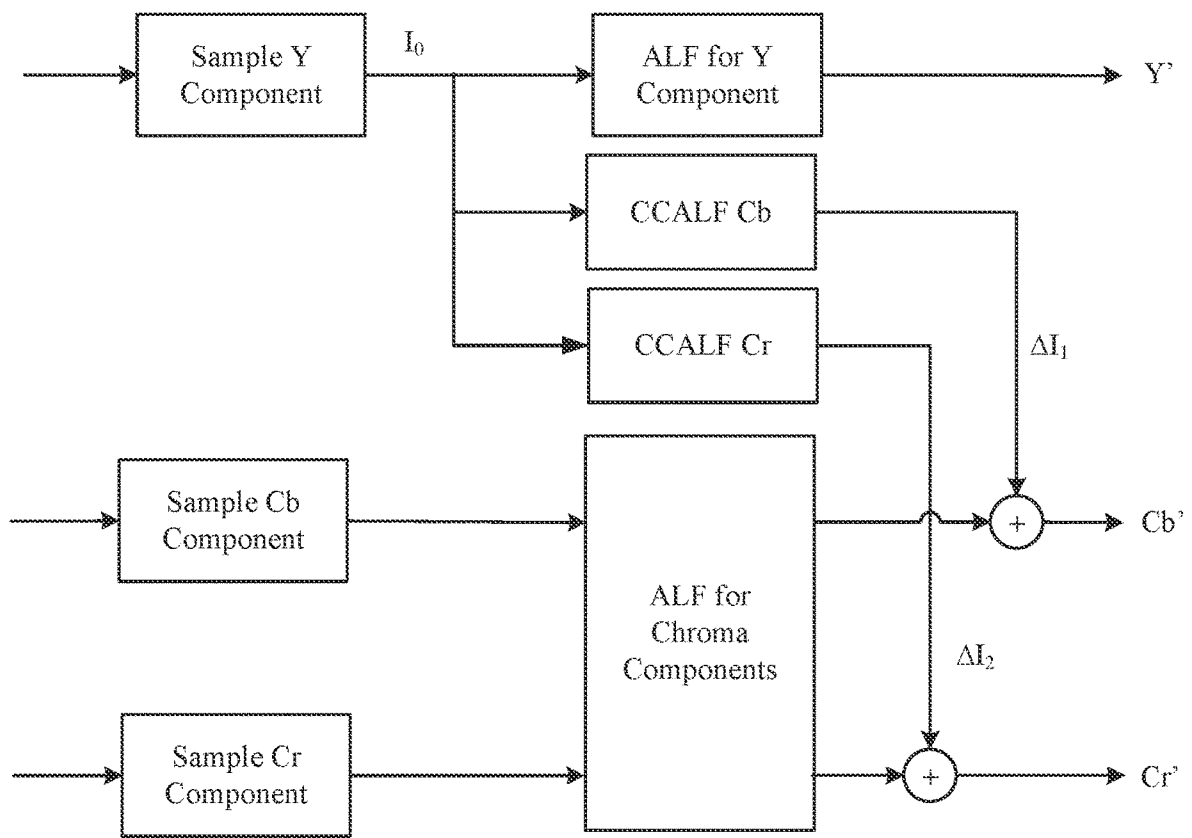 Sample Y
Component
I₀
ALF for Y
Component
Y’
CCALF Cb
CCALF Cr
ΔI₁
Sample Cb
Component
ALF for
Chroma
Components
+
Cb’
ΔI₂
Sample Cr
Component
+
Cr’